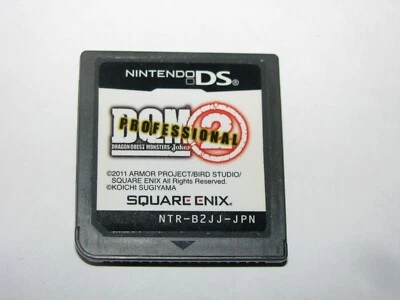 NINTENDO DS
DQM 2
PROFESSIONAL
DRAGON QUEST MONSTERS Joker
©2011 ARMOR PROJECT/BIRD STUDIO/
SQUARE ENIX All Rights Reserved.
©KOICHI SUGIYAMA
SQUARE ENIX.
NTR-B2JJ-JPN